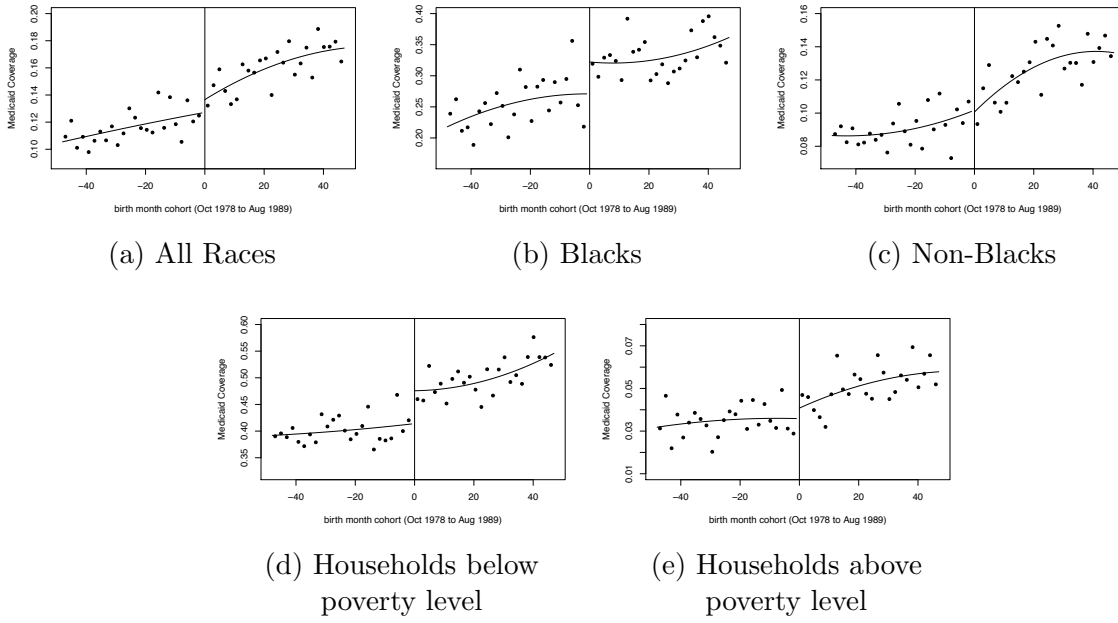 0.10 0.12 0.14 0.16 0.18 0.20
Medicaid Coverage
−40 −20 0 20 40
birth month cohort (Oct 1978 to Aug 1989)
(a) All Races
0.20 0.25 0.30 0.35 0.40
Medicaid Coverage
−40 −20 0 20 40
birth month cohort (Oct 1978 to Aug 1989)
(b) Blacks
0.08 0.10 0.12 0.14 0.16
Medicaid Coverage
−40 −20 0 20 40
birth month cohort (Oct 1978 to Aug 1989)
(c) Non-Blacks
0.35 0.40 0.45 0.50 0.55 0.60
Medicaid Coverage
−40 −20 0 20 40
birth month cohort (Oct 1978 to Aug 1989)
(d) Households below
poverty level
0.01 0.03 0.05 0.07
Medicaid Coverage
−40 −20 0 20 40
birth month cohort (Oct 1978 to Aug 1989)
(e) Households above
poverty level